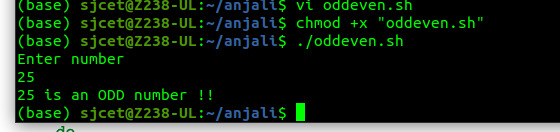 (base) sjcet@Z238-UL:~/anjali$ vi oddeven.sh
(base) sjcet@Z238-UL:~/anjali$ chmod +x "oddeven.sh"
(base) sjcet@Z238-UL:~/anjali$ ./oddeven.sh
Enter number
25
25 is an ODD number !!
(base) sjcet@Z238-UL:~/anjali$
do